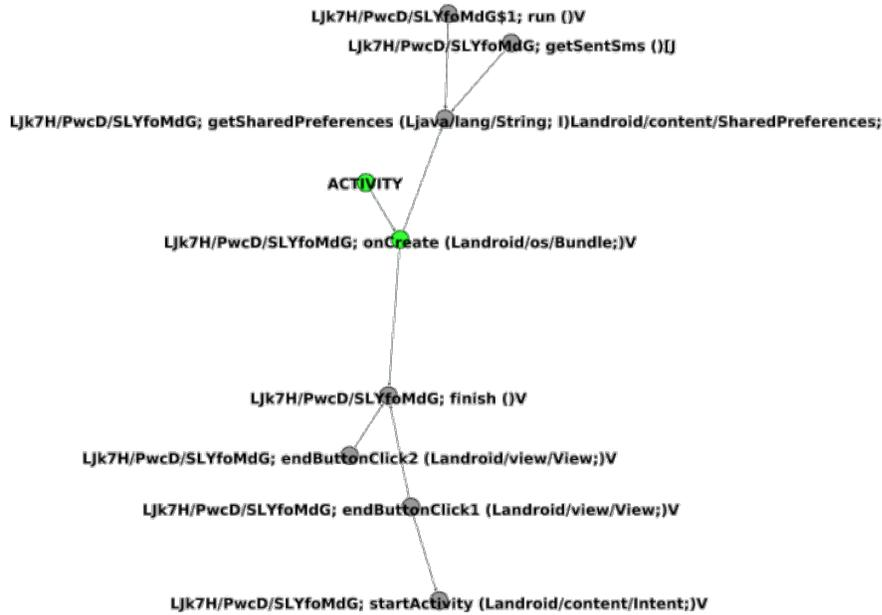 LJk7H/PwcD/SLYfoMdG$1; run ()V
LJk7H/PwcD/SLYfoMdG; getSentSms ()[J
LJk7H/PwcD/SLYfoMdG; getSharedPreferences (Ljava/lang/String; I)Landroid/content/SharedPreferences;
ACTIVITY
LJk7H/PwcD/SLYfoMdG; onCreate (Landroid/os/Bundle;)V
LJk7H/PwcD/SLYfoMdG; finish ()V
LJk7H/PwcD/SLYfoMdG; endButtonClick2 (Landroid/view/View;)V
LJk7H/PwcD/SLYfoMdG; endButtonClick1 (Landroid/view/View;)V
LJk7H/PwcD/SLYfoMdG; startActivity (Landroid/content/Intent;)V